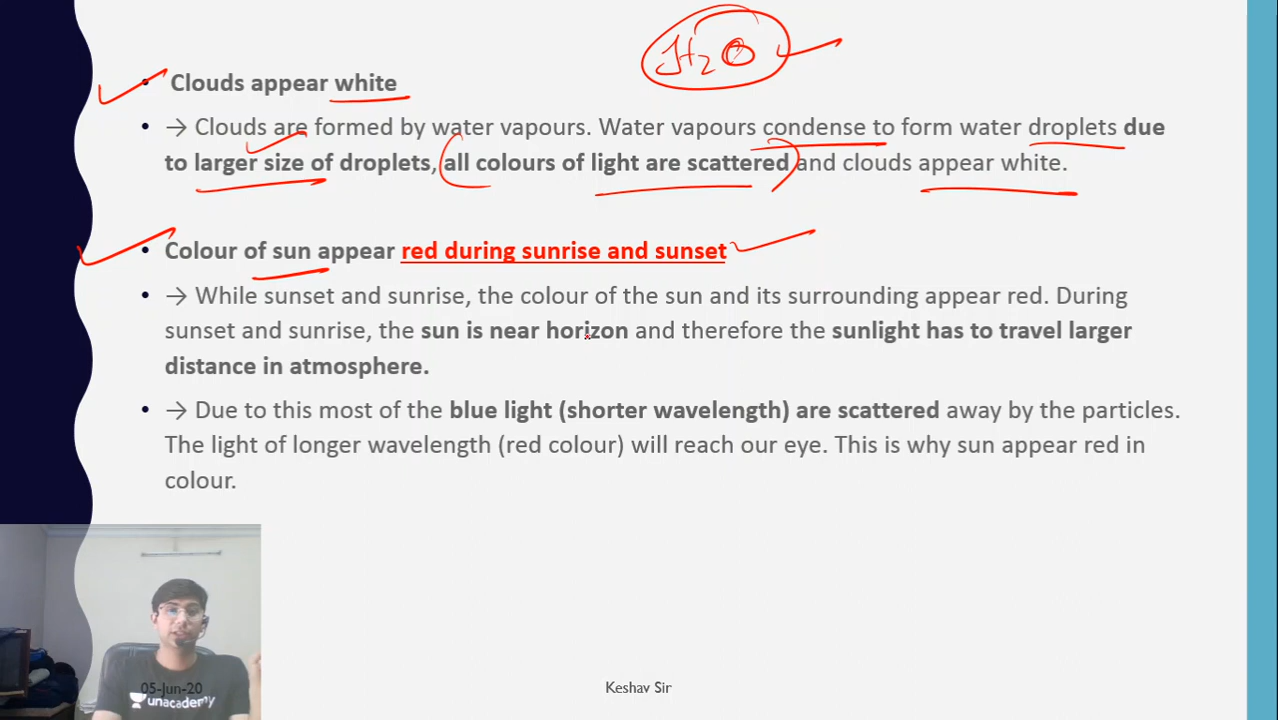 H2O
• Clouds appear white
• → Clouds are formed by water vapours. Water vapours condense to form water droplets due
to larger size of droplets, all colours of light are scattered and clouds appear white.
• Colour of sun appear red during sunrise and sunset
• → While sunset and sunrise, the colour of the sun and its surrounding appear red. During
sunset and sunrise, the sun is near horizon and therefore the sunlight has to travel larger
distance in atmosphere.
• → Due to this most of the blue light (shorter wavelength) are scattered away by the particles.
The light of longer wavelength (red colour) will reach our eye. This is why sun appear red in
colour.
05-Jun-20
unacademy
Keshav Sir